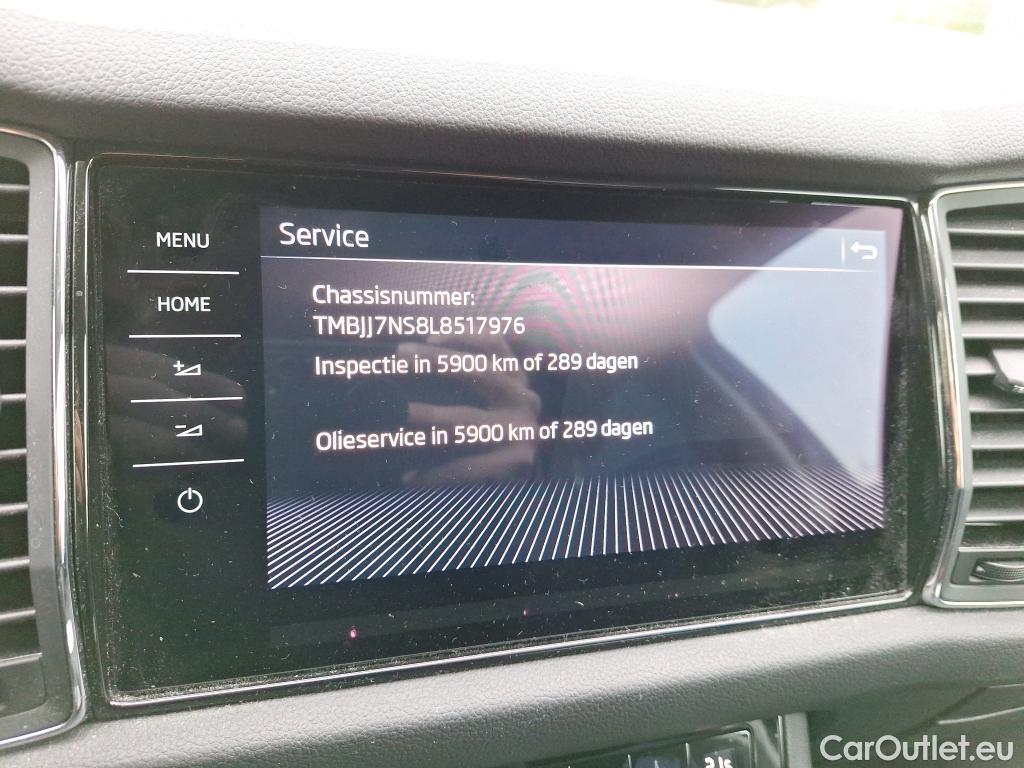 MENU
HOME
Service
Chassisnummer:
TMBJJ7NS8L8517976
Inspectie in 5900 km of 289 dagen
Olieservice in 5900 km of 289 dagen
CarOutlet.eu